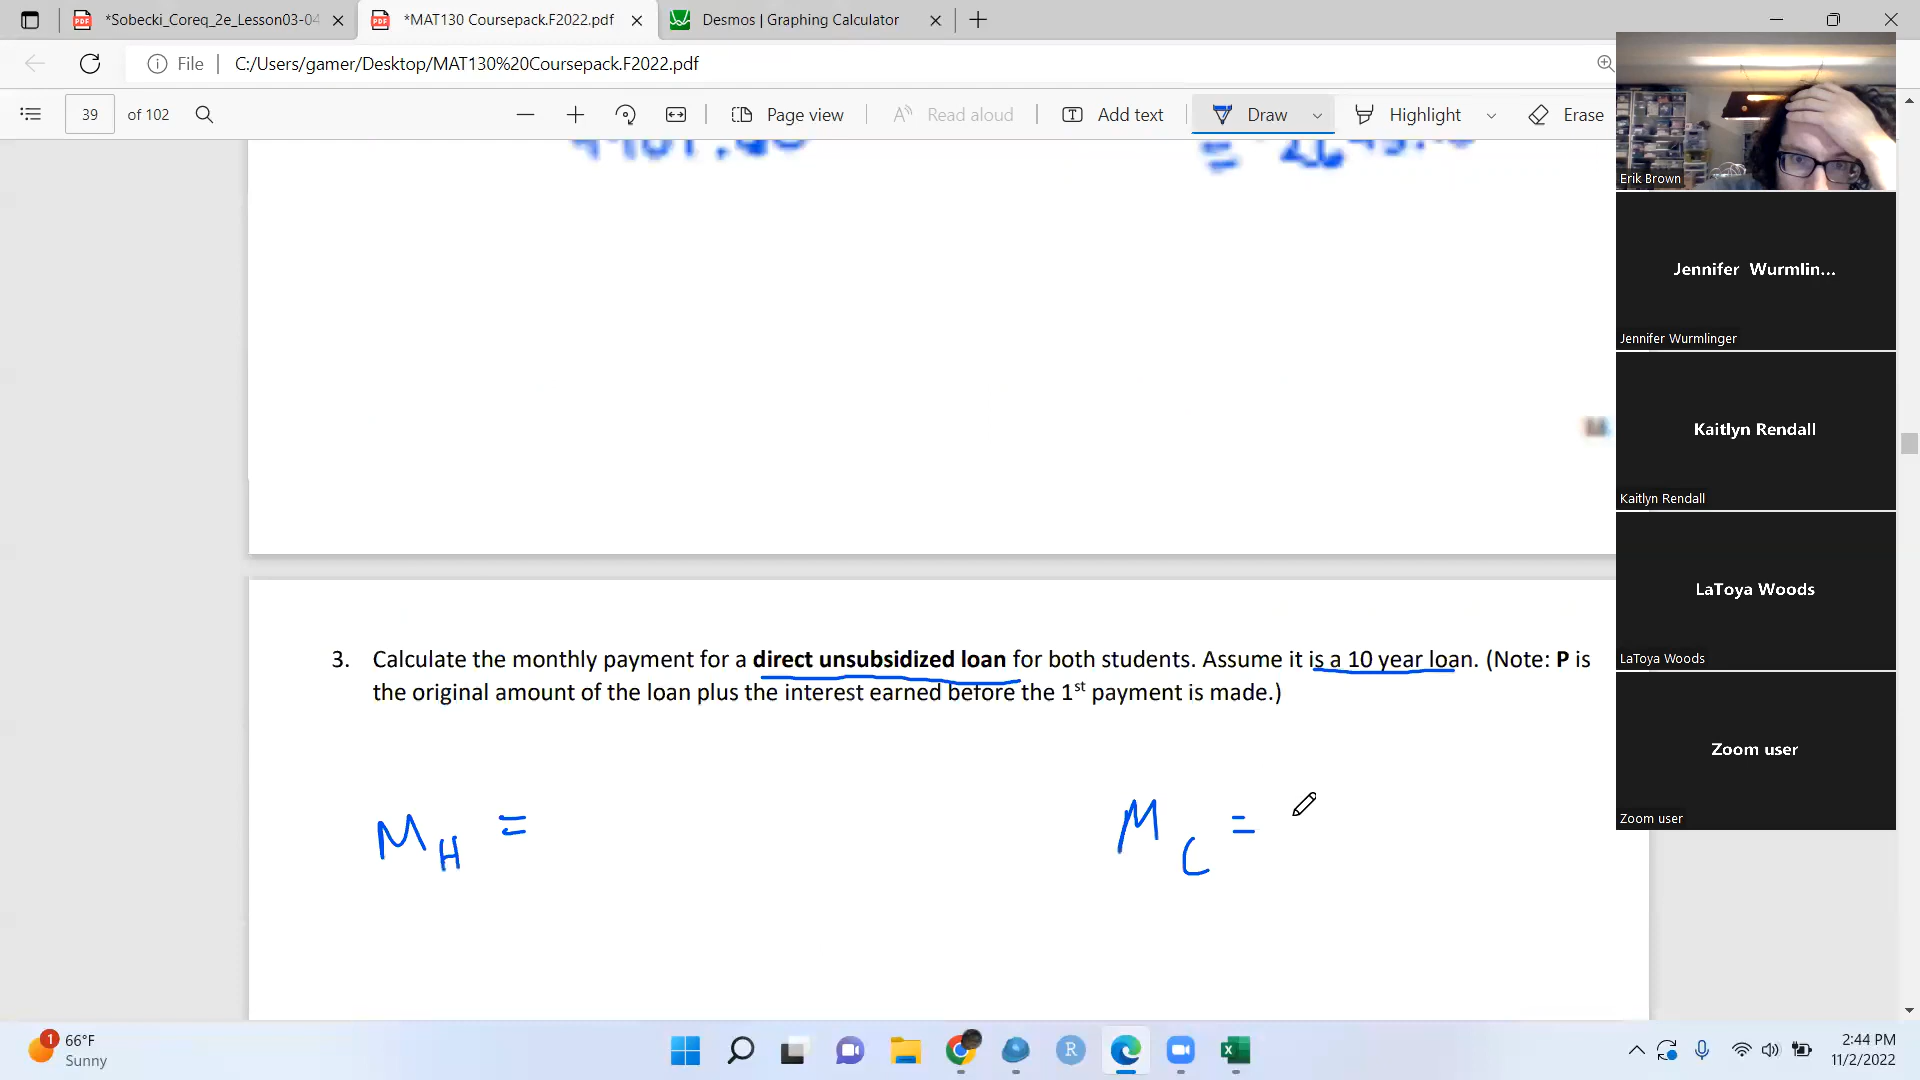 *Sobecki_Coreq_2e_Lesson03-04
*MAT130 Coursepack.F2022.pdf
Desmos | Graphing Calculator
File
C:/Users/gamer/Desktop/MAT130%20Coursepack.F2022.pdf
39
of 102
Page view
Read aloud
Add text
Draw
Highlight
Erase
Erik Brown
Jennifer Wurmlin...
Jennifer Wurmlinger
Kaitlyn Rendall
Kaitlyn Rendall
LaToya Woods
LaToya Woods
Zoom user
Zoom user
3. Calculate the monthly payment for a direct unsubsidized loan for both students. Assume it is a 10 year loan. (Note: P is
the original amount of the loan plus the interest earned before the 1st payment is made.)
M H =
M C =
1
66°F
Sunny
R
2:44 PM
11/2/2022